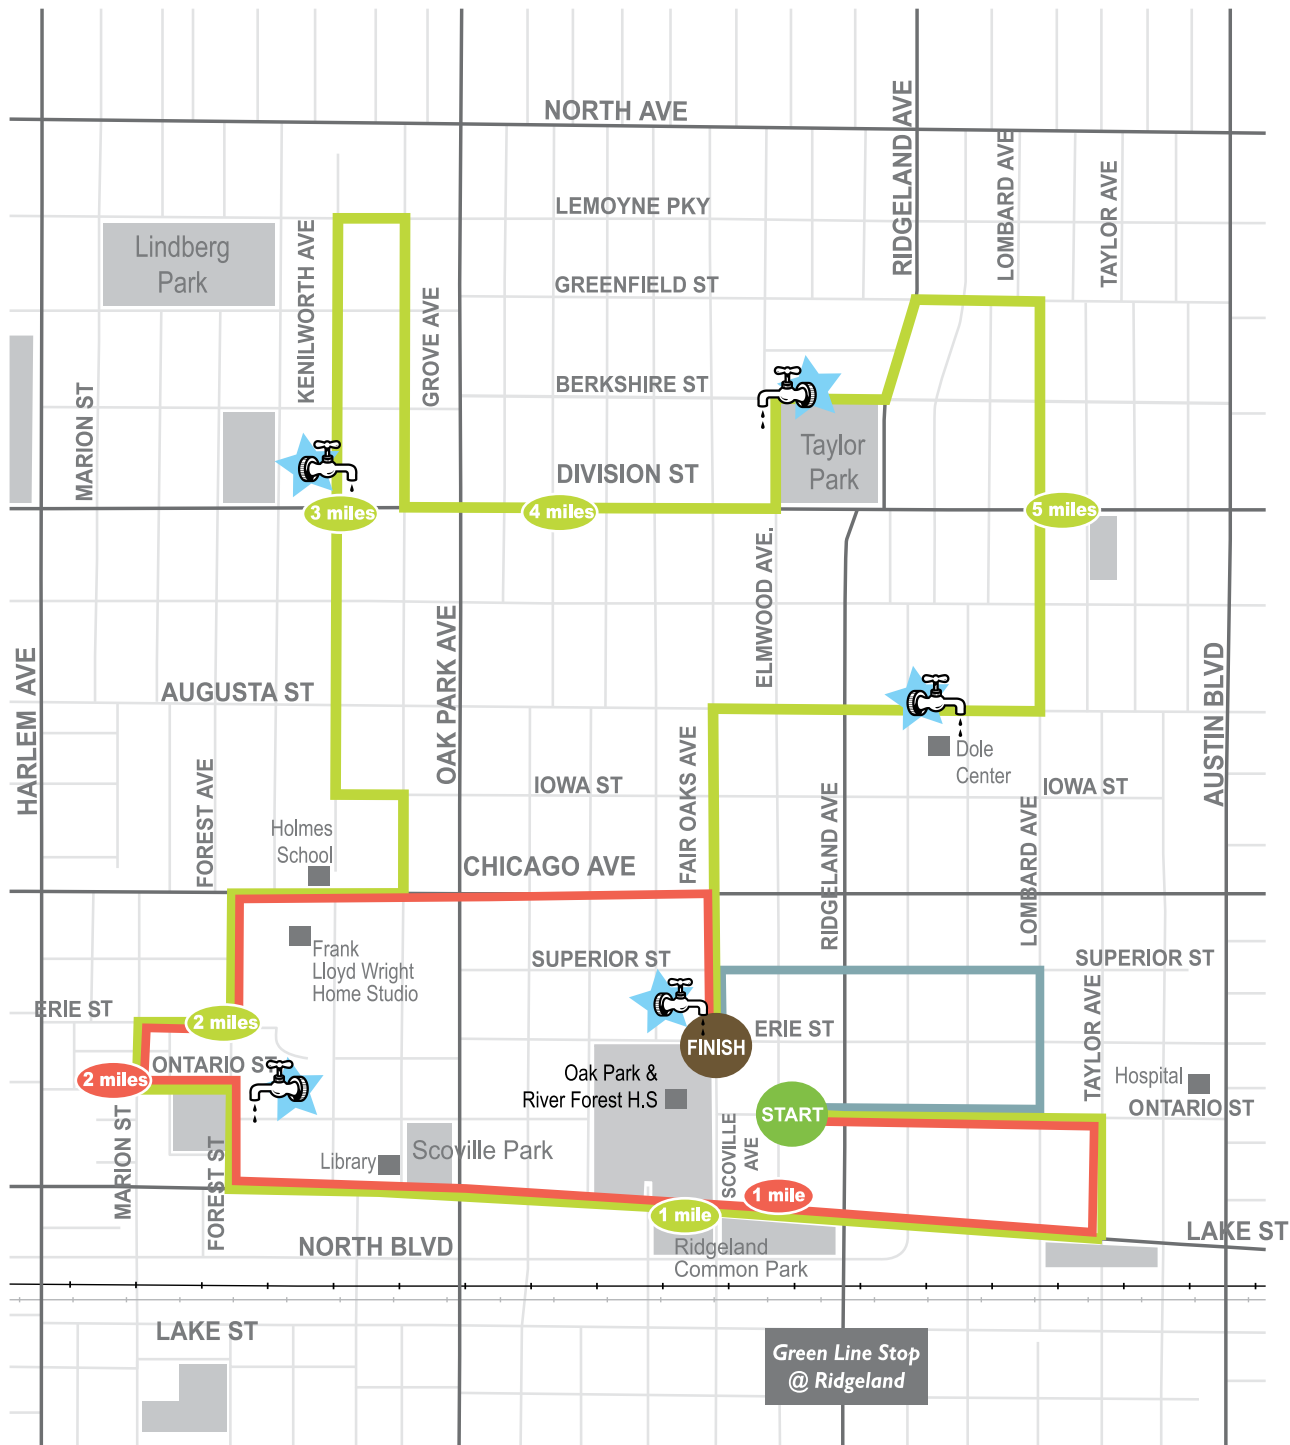 NORTH AVE
RIDGELAND AVE
LOMBARD AVE
TAYLOR AVE
LEMOYNE PKY
Lindberg
Park
KENILWORTH AVE
GREENFIELD ST
GROVE AVE
MARION ST
BERKSHIRE ST
Taylor
Park
DIVISION ST
3 miles
4 miles
5 miles
ELMWOOD AVE.
OAK PARK AVE
HARLEM AVE
AUGUSTA ST
AUSTIN BLVD
FAIR OAKS AVE
Dole
Center
FOREST AVE
IOWA ST
IOWA ST
RIDGELAND AVE
LOMBARD AVE
Holmes
School
CHICAGO AVE
Frank
Lloyd Wright
Home Studio
SUPERIOR ST
SUPERIOR ST
ERIE ST
2 miles
ERIE ST
FINISH
TAYLOR AVE
ONTARIO ST
2 miles
Oak Park &
River Forest H.S
Hospital
ONTARIO ST
START
MARION ST
FOREST ST
Library
Scoville Park
SCOVILLE
AVE
1 mile
1 mile
LAKE ST
NORTH BLVD
Ridgeland
Common Park
LAKE ST
Green Line Stop
@ Ridgeland